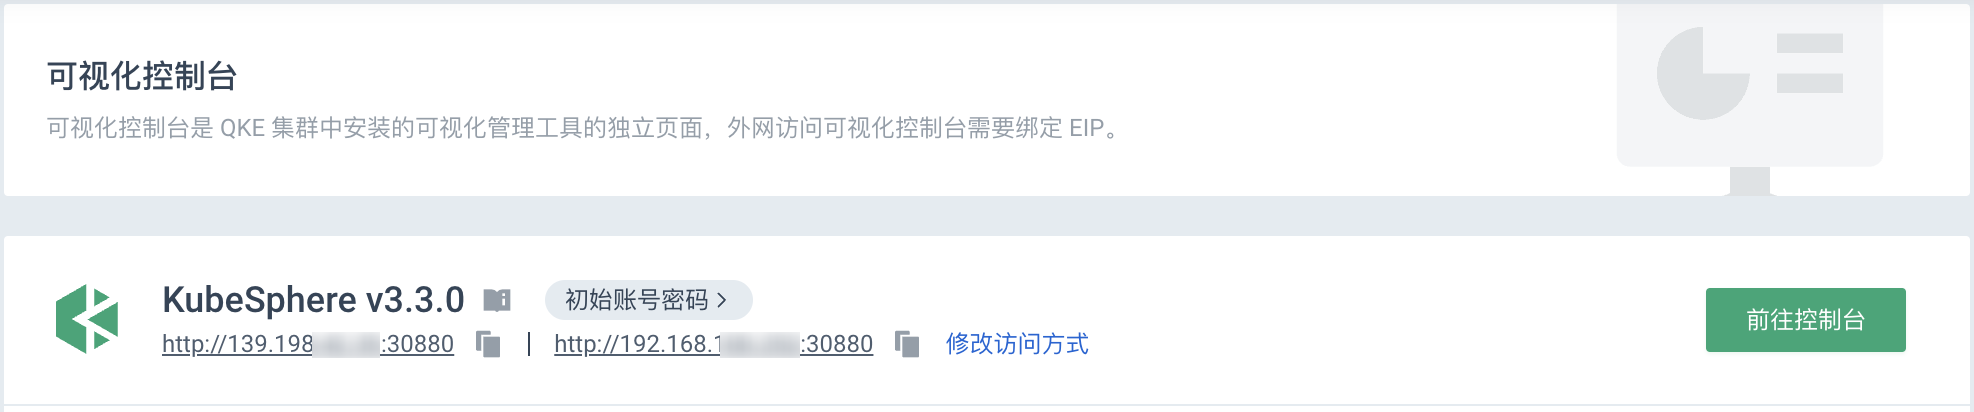 可视化控制台
可视化控制台是 QKE 集群中安装的可视化管理工具的独立页面，外网访问可视化控制台需要绑定 EIP。
KubeSphere v3.3.0 初始账号密码 >
http://139.198 :30880 | http://192.168.1 :30880 修改访问方式
前往控制台